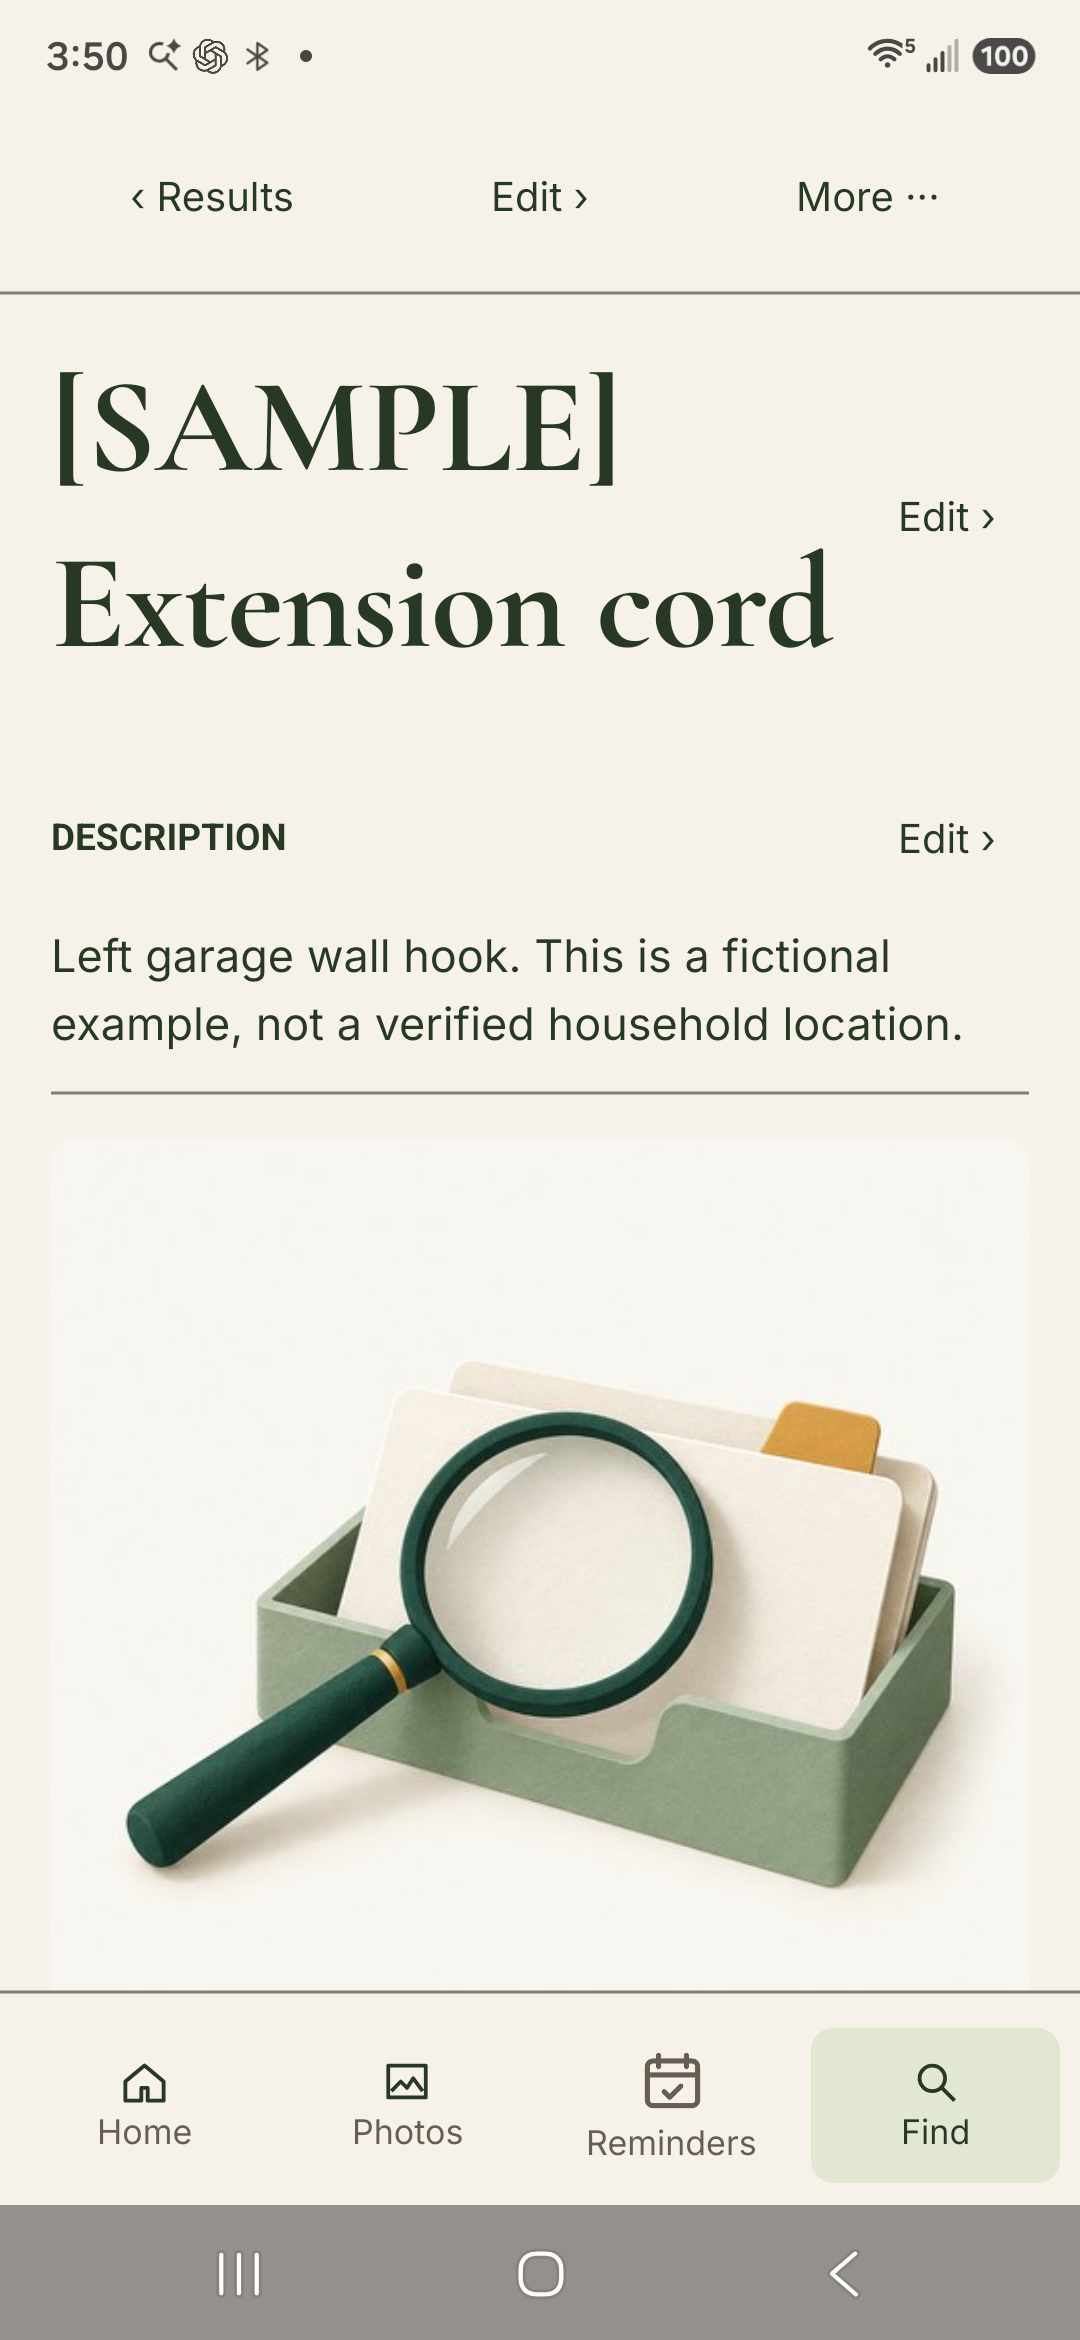 3:50
5
100
‹ Results Edit › More ···
[SAMPLE]
Extension cord
Edit ›
DESCRIPTION Edit ›
Left garage wall hook. This is a fictional
example, not a verified household location.
Home Photos Reminders Find